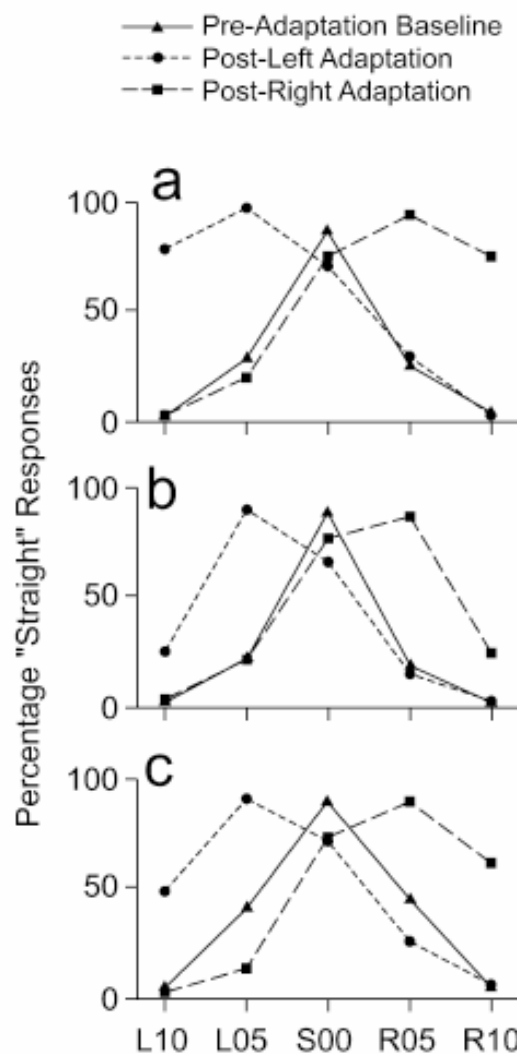 Pre-Adaptation Baseline
Post-Left Adaptation
Post-Right Adaptation
Percentage "Straight" Responses
a
100
50
0
b
100
50
0
c
100
50
0
L10 L05 S00 R05 R10